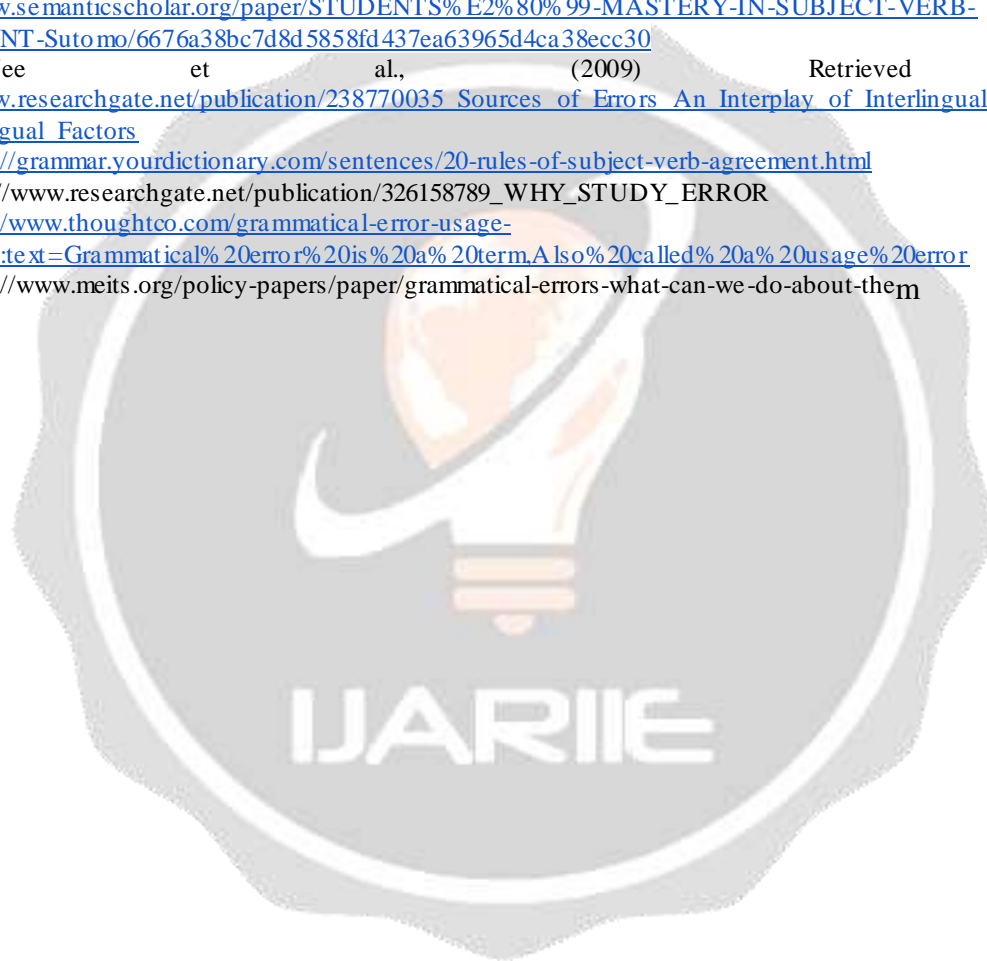 w.semanticscholar.org/paper/STUDENTS%E2%80%99-MASTERY-IN-SUBJECT-VERB-
NT-Sutomo/6676a38bc7d8d5858fd437ea63965d4ca38ecc30
ee et al., (2009) Retrieved
w.researchgate.net/publication/238770035_Sources_of_Errors_An_Interplay_of_Interlingual
gual_Factors
//grammar.yourdictionary.com/sentences/20-rules-of-subject-verb-agreement.html
//www.researchgate.net/publication/326158789_WHY_STUDY_ERROR
/www.thoughtco.com/grammatical-error-usage-
:text=Grammatical%20error%20is%20a%20term,Also%20called%20a%20usage%20error
//www.meits.org/policy-papers/paper/grammatical-errors-what-can-we-do-about-them
IJARIIE